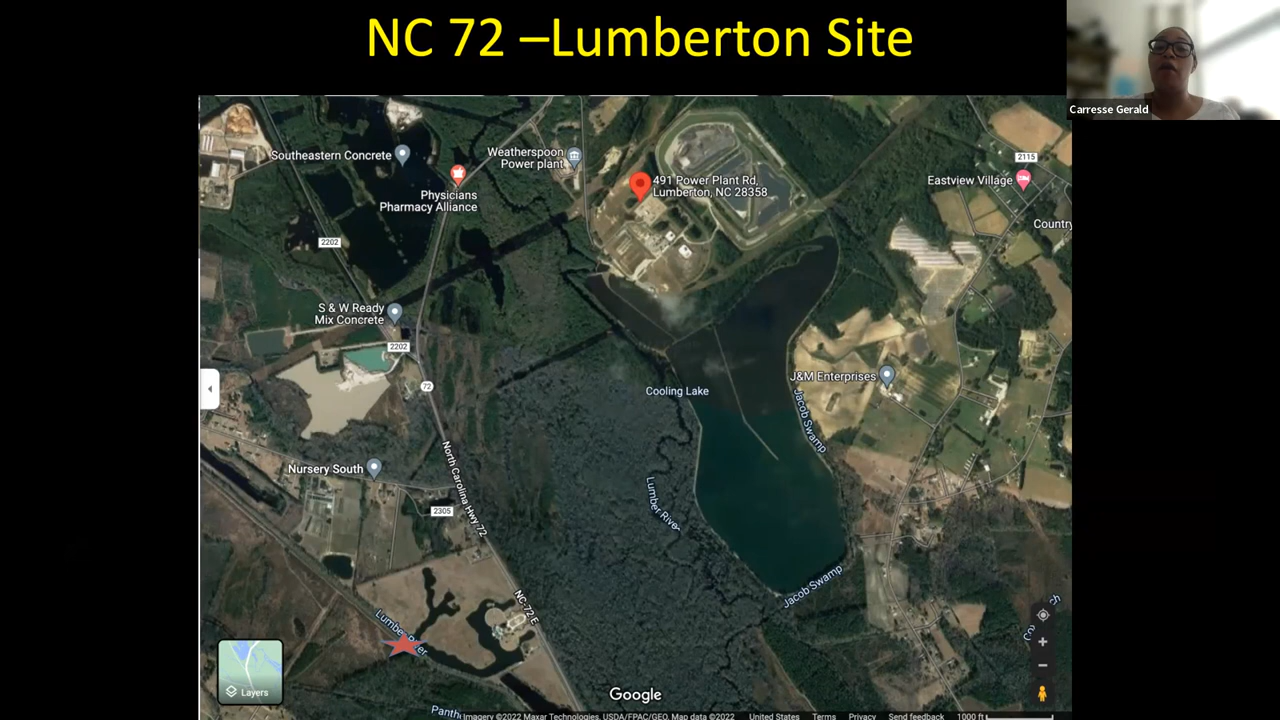 NC 72 –Lumberton Site
Carresse Gerald
Southeastern Concrete
Weatherspoon
Power plant
491 Power Plant Rd,
Lumberton, NC 28358
2115
Eastview Village
Physicians
Pharmacy Alliance
Country
2202
S & W Ready
Mix Concrete
2202
72
J&M Enterprises
Cooling Lake
Jacob Swamp
North Carolina Hwy 72
Nursery South
Lumber River
2305
Jacob Swamp
NC-72 E
Layers
Google
Imagery ©2022 Maxar Technologies, USDA/FPAC/GEO, Map data ©2022
United States
Terms
Privacy
Send feedback
1000 ft